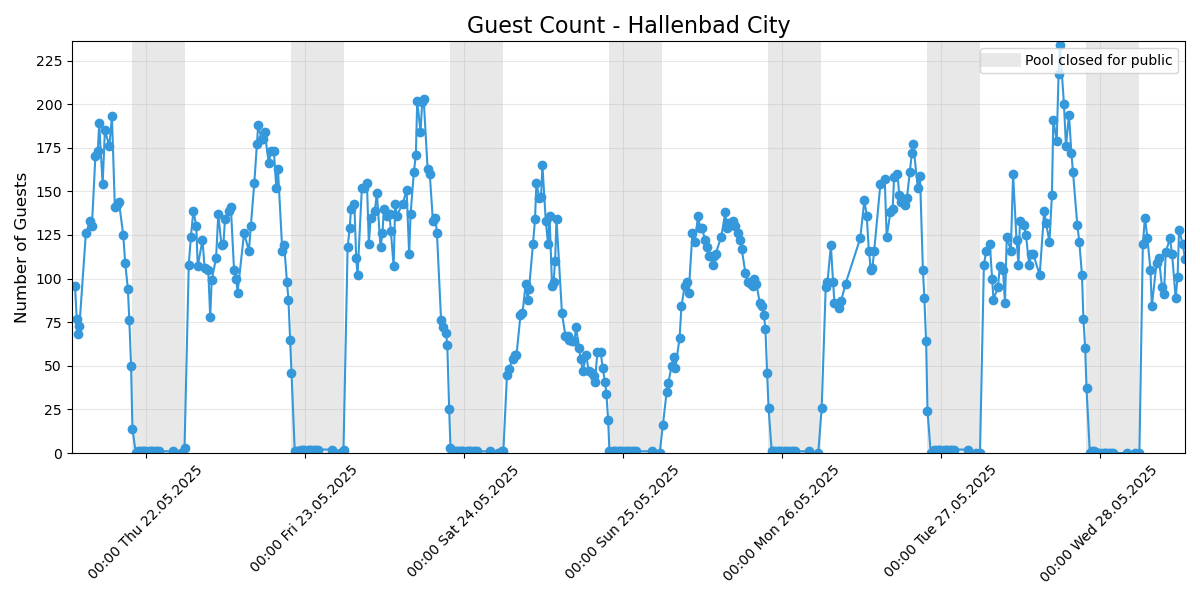 Guest Count - Hallenbad City
Pool closed for public
Number of Guests
225
200
175
150
125
100
75
50
25
0
00:00 Thu 22.05.2025
00:00 Fri 23.05.2025
00:00 Sat 24.05.2025
00:00 Sun 25.05.2025
00:00 Mon 26.05.2025
00:00 Tue 27.05.2025
00:00 Wed 28.05.2025